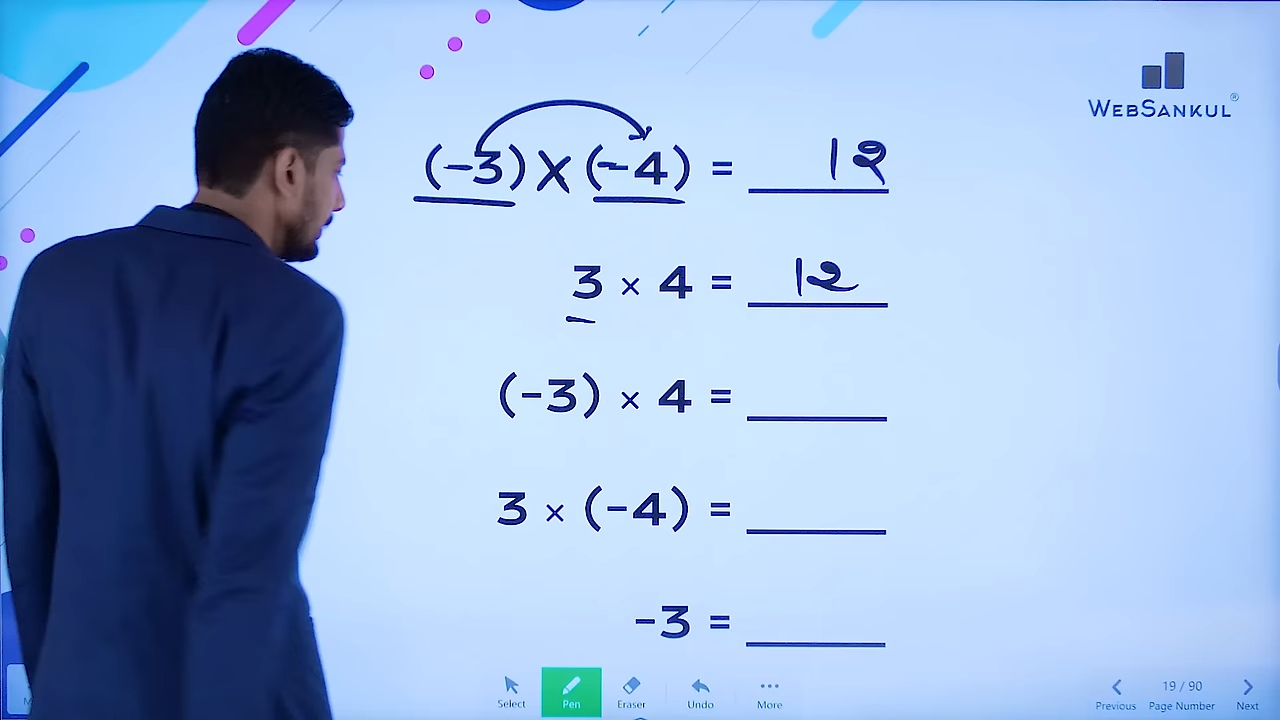 WEBSANKUL®
(-3) X (-4) = 12
3 × 4 = 12
(-3) × 4 =
3 × (-4) =
-3 =
Select Pen Eraser Undo More
Previous 19 / 90 Page Number Next